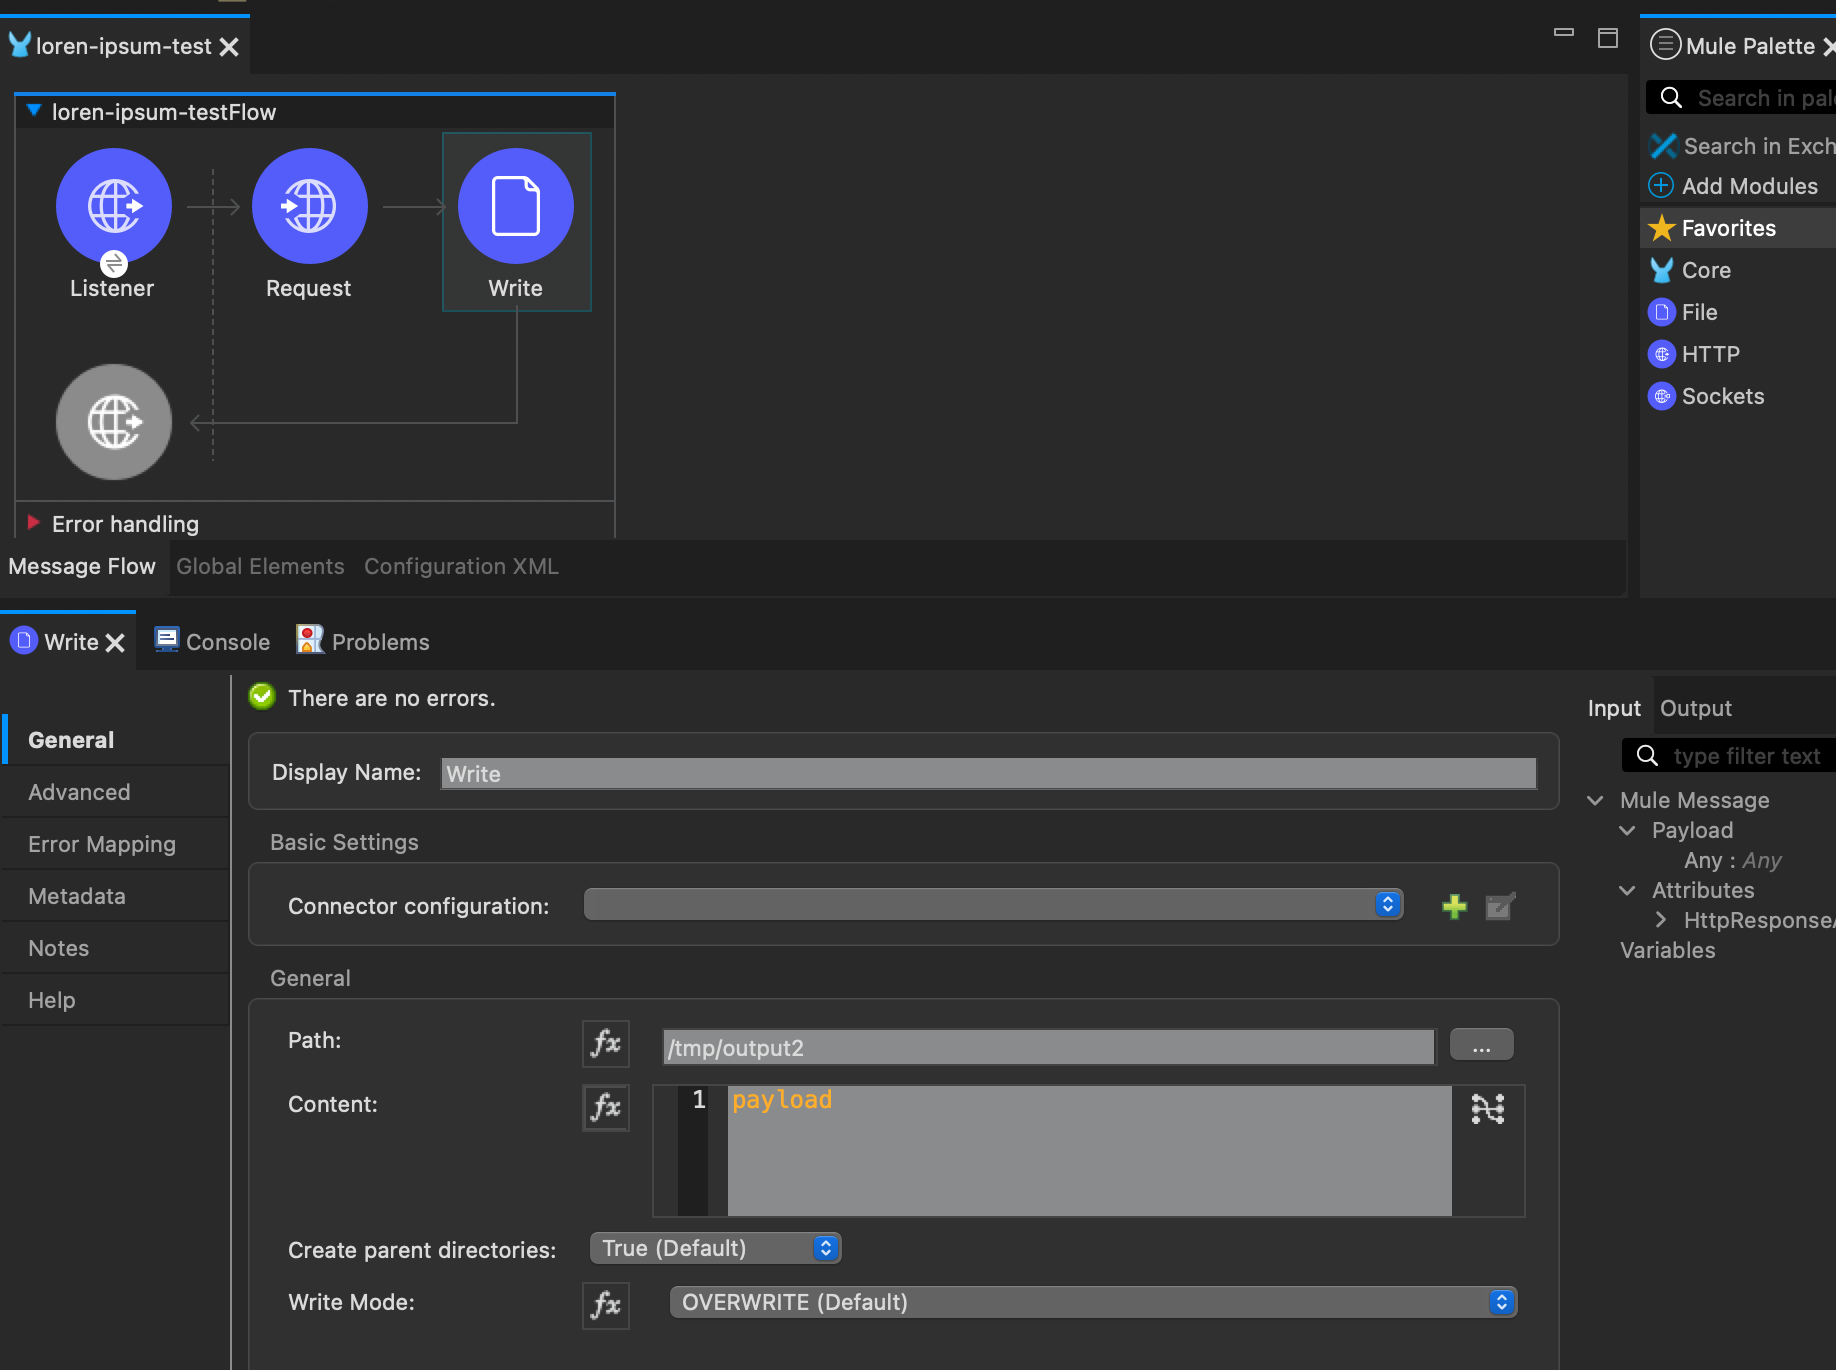 loren-ipsum-test
Mule Palette
loren-ipsum-testFlow
Search in pal
Search in Exch
Add Modules
Favorites
Core
File
HTTP
Sockets
Listener
Request
Write
Error handling
Message Flow
Global Elements
Configuration XML
Write
Console
Problems
There are no errors.
General
Advanced
Error Mapping
Metadata
Notes
Help
Display Name:
Write
Basic Settings
Connector configuration:
General
Path:
fx
/tmp/output2
...
Content:
fx
1
payload
Create parent directories:
True (Default)
Write Mode:
fx
OVERWRITE (Default)
Input
Output
type filter text
Mule Message
Payload
Any : Any
Attributes
HttpResponse
Variables